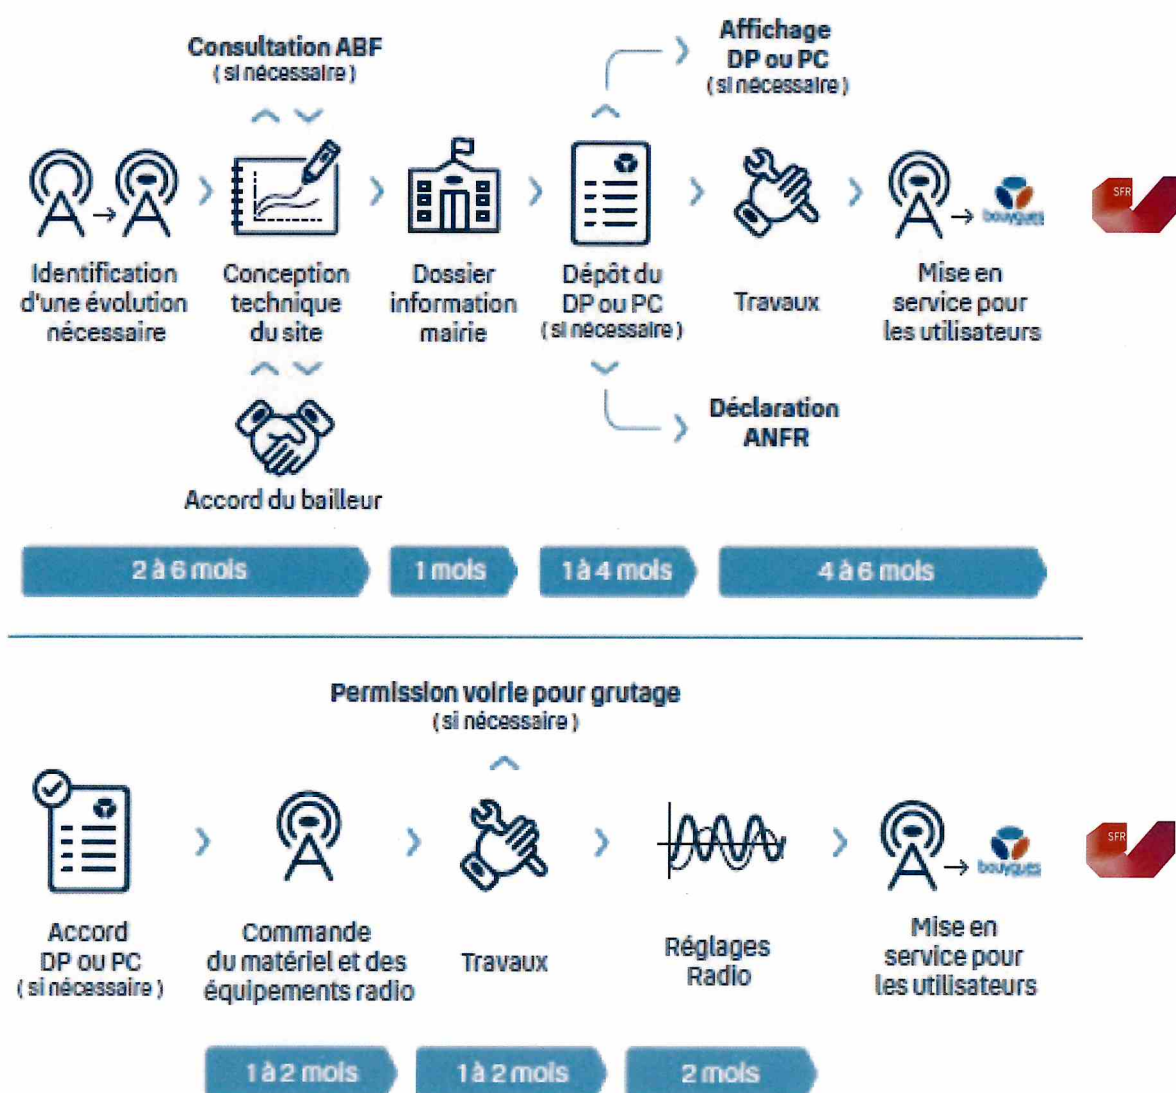 Consultation ABF
( si nécessaire )
Affichage
DP ou PC
( si nécessaire )
Identification
d'une évolution
nécessaire
Conception
technique
du site
Dossier
information
mairie
Dépôt du
DP ou PC
( si nécessaire )
Travaux
bouygues
SFR
Mise en
service pour
les utilisateurs
Accord du bailleur
Déclaration
ANFR
2 à 6 mois
1 mois
1 à 4 mois
4 à 6 mois
Permission voirie pour grutage
( si nécessaire )
Accord
DP ou PC
( si nécessaire )
Commande
du matériel et des
équipements radio
Travaux
Réglages
Radio
bouygues
SFR
Mise en
service pour
les utilisateurs
1 à 2 mois
1 à 2 mois
2 mois